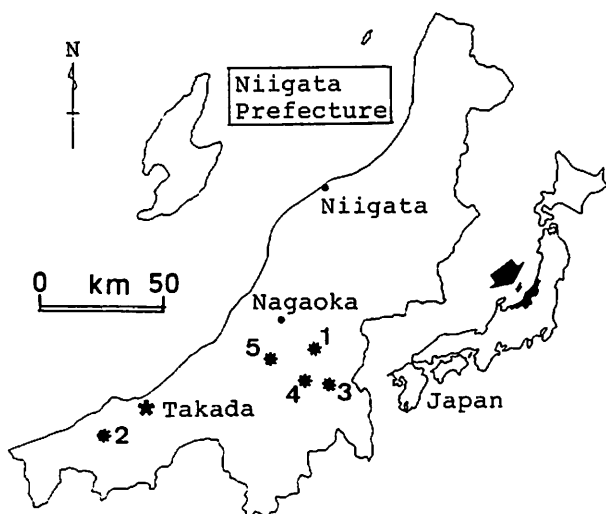 N
Niigata
Prefecture
Niigata
0 km 50
Nagaoka
1
5
4
3
Takada
2
Japan